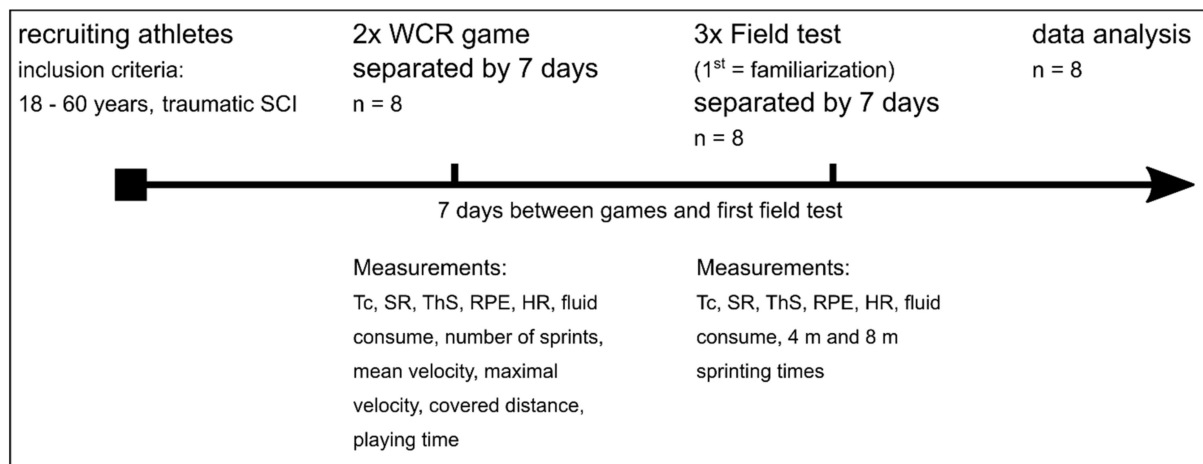 recruiting athletes
inclusion criteria:
18 - 60 years, traumatic SCI
2x WCR game
separated by 7 days
n = 8
3x Field test
(1st = familiarization)
separated by 7 days
n = 8
data analysis
n = 8
7 days between games and first field test
Measurements:
Tc, SR, ThS, RPE, HR, fluid
consume, number of sprints,
mean velocity, maximal
velocity, covered distance,
playing time
Measurements:
Tc, SR, ThS, RPE, HR, fluid
consume, 4 m and 8 m
sprinting times